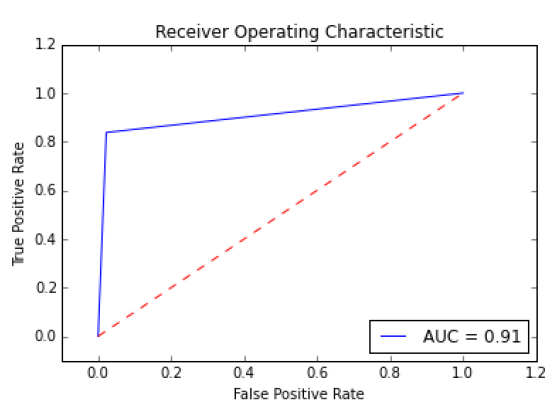 Receiver Operating Characteristic
1.2
1.0
0.8
0.6
0.4
0.2
0.0
True Positive Rate
AUC = 0.91
0.0 0.2 0.4 0.6 0.8 1.0 1.2
False Positive Rate